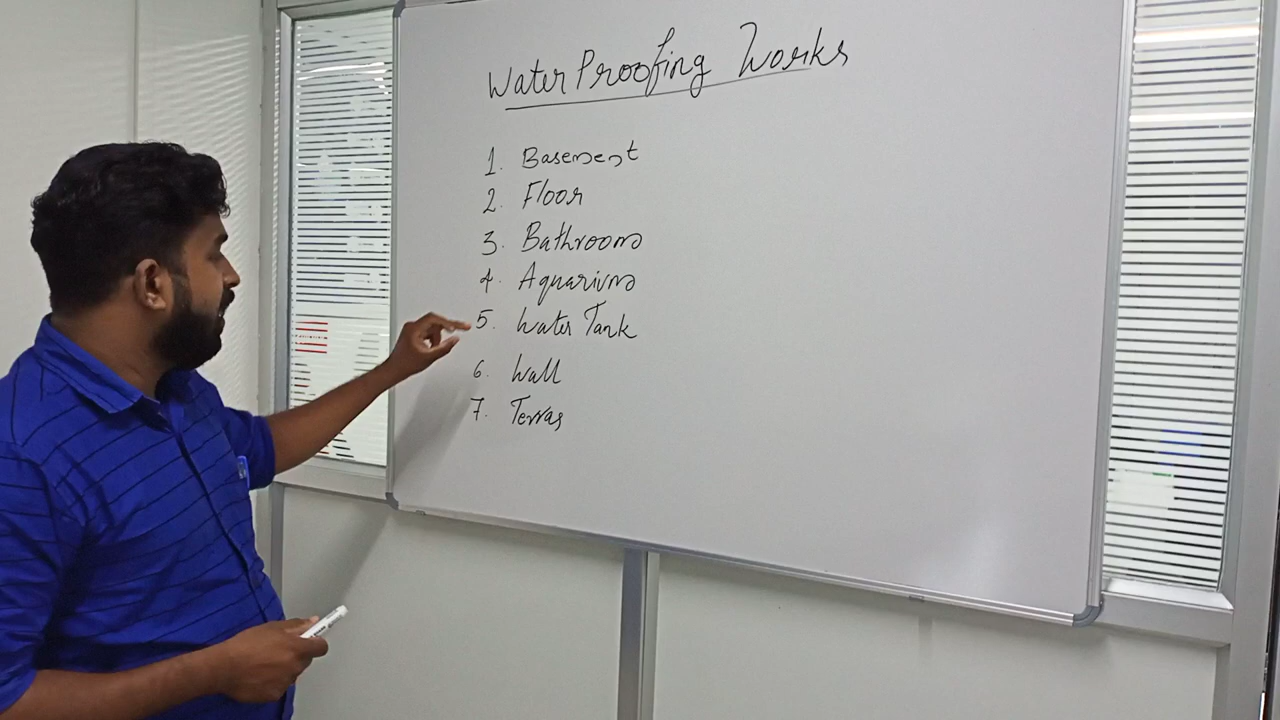 Water Proofing Works
1. Basement
2. Floor
3. Bathroom
4. Aquarium
5. Water Tank
6. Wall
7. Terras